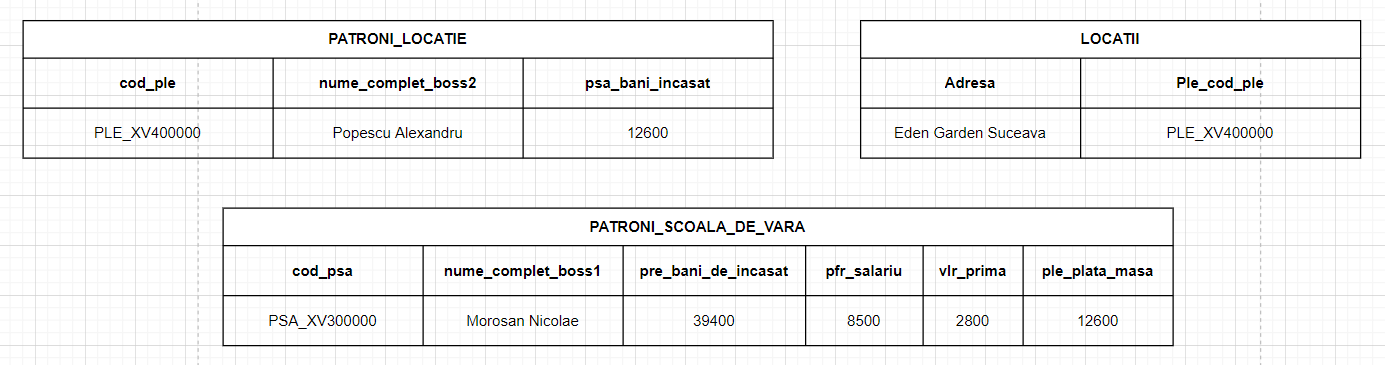 PATRONI_LOCATIE
cod_ple nume_complet_boss2 psa_bani_incasat
PLE_XV400000 Popescu Alexandru 12600
LOCATII
Adresa Ple_cod_ple
Eden Garden Suceava PLE_XV400000
PATRONI_SCOALA_DE_VARA
cod_psa nume_complet_boss1 pre_bani_de_incasat pfr_salariu vlr_prima ple_plata_masa
PSA_XV300000 Morosan Nicolae 39400 8500 2800 12600